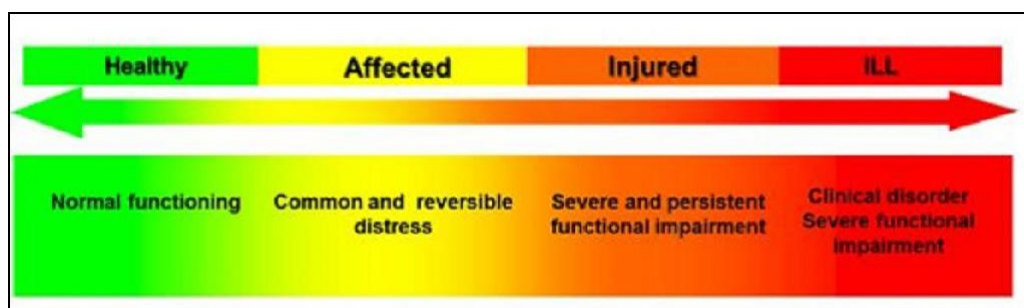 Healthy
Affected
Injured
ILL
Normal functioning
Common and reversible
distress
Severe and persistent
functional impairment
Clinical disorder
Severe functional
impairment